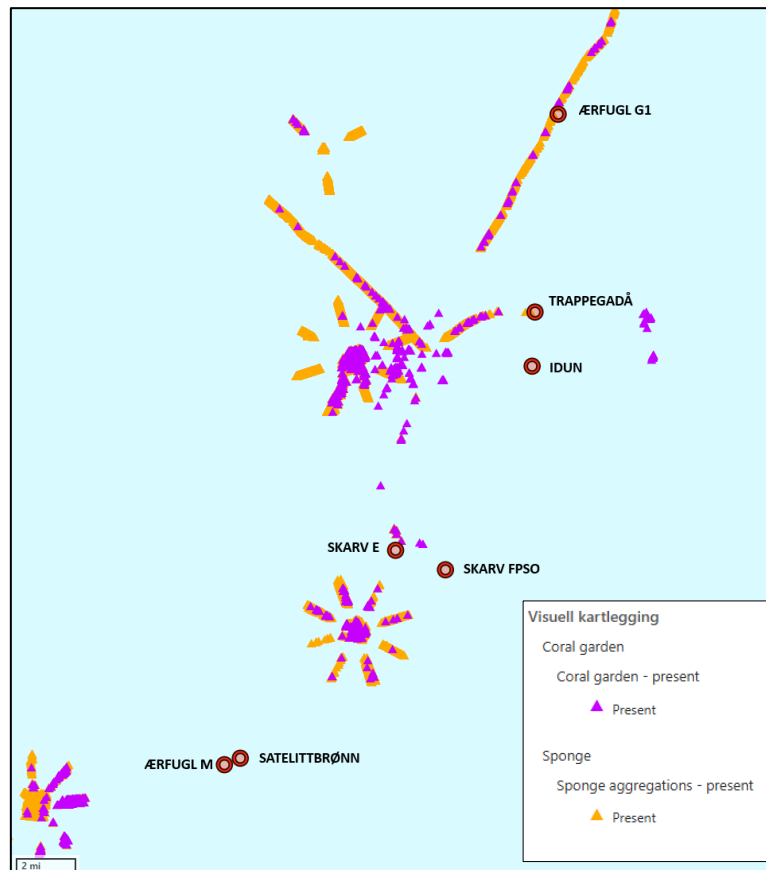 ÆRFUGL G1
TRAPPEGADÅ
IDUN
SKARV E
SKARV FPSO
Visuell kartlegging
Coral garden
Coral garden - present
Present
Sponge
Sponge aggregations - present
Present
ÆRFUGL M
SATELITTBRØNN
2 mi